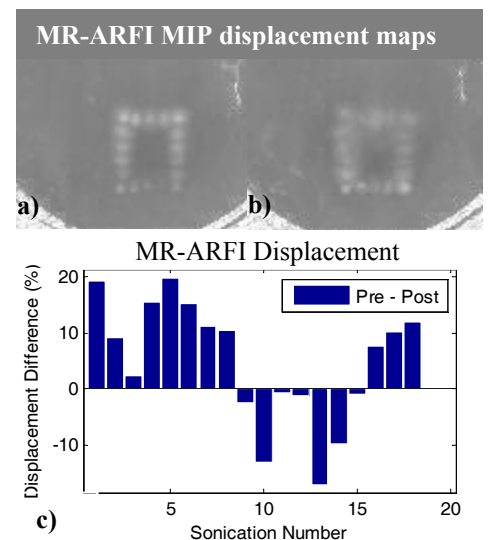 MR-ARFI MIP displacement maps
a)
b)
MR-ARFI Displacement
Displacement Difference (%)
20
10
0
-10
Pre - Post
5
10
15
20
Sonication Number
c)